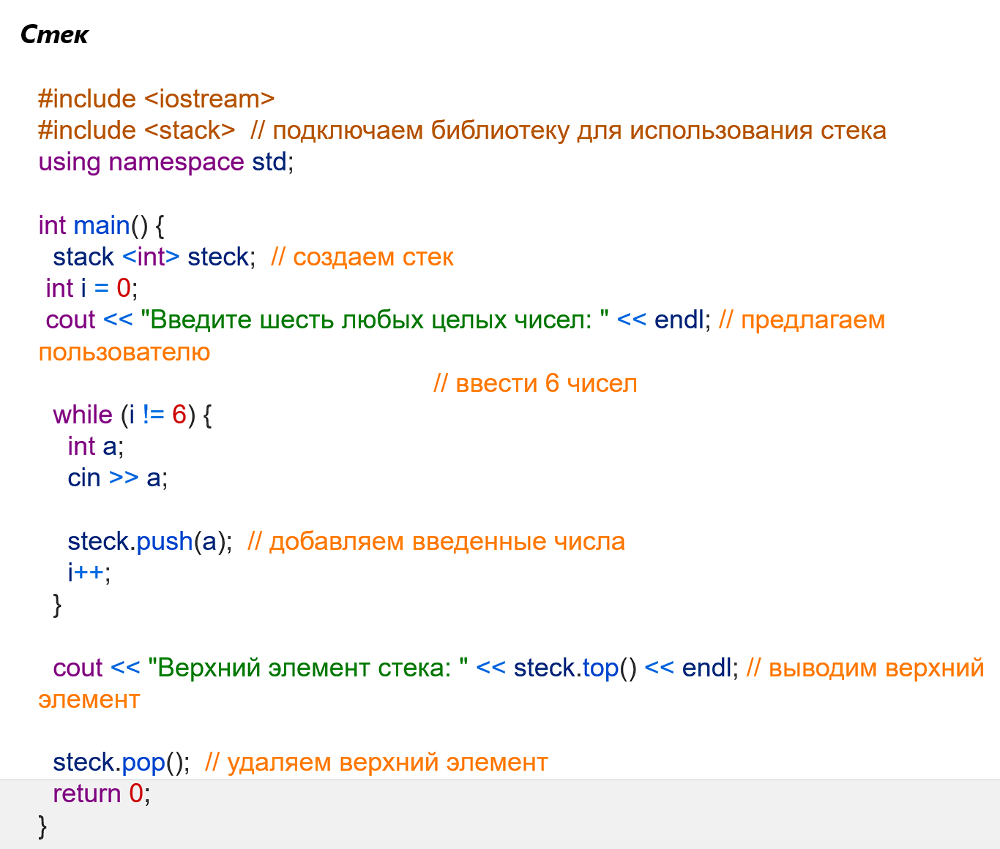 Стек
#include <iostream>
#include <stack>  // подключаем библиотеку для использования стека
using namespace std;
int main() {
stack <int> steck;  // создаем стек
int i = 0;
cout << "Введите шесть любых целых чисел: " << endl; // предлагаем
пользователю
// ввести 6 чисел
while (i != 6) {
int a;
cin >> a;
steck.push(a);  // добавляем введенные числа
i++;
}
cout << "Верхний элемент стека: " << steck.top() << endl; // выводим верхний
элемент
steck.pop();  // удаляем верхний элемент
return 0;
}